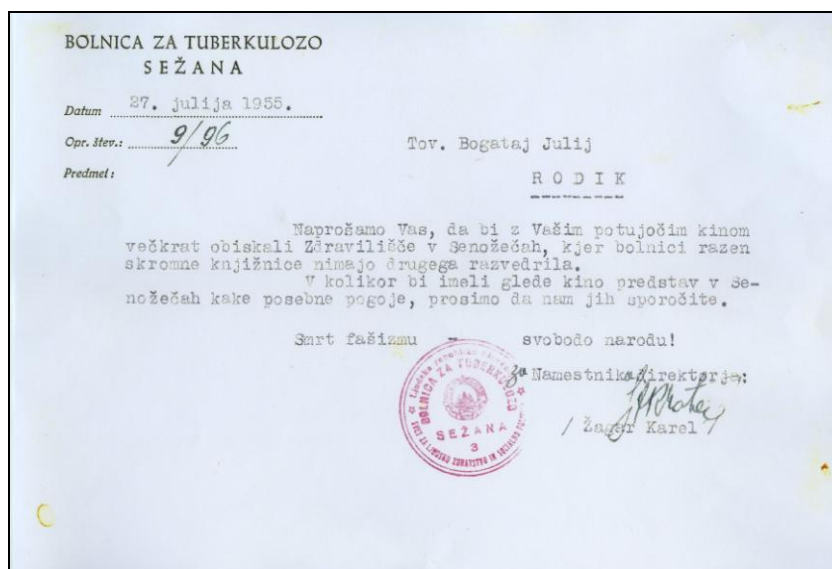 BOLNICA ZA TUBERKULOZO
SEŽANA
Datum 27. julija 1955.
Opr. štev.: 9/96
Predmet:
Tov. Bogataj Julij
RODIK
Naprošamo Vas, da bi z Vašim potujočim kinom
večkrat obiskali Zdravilišče v Senožečah, kjer bolnici razen
skromne knjižnice nimajo drugega razvedrila.
V kolikor bi imeli glede kino predstav v Se-
nožečah kake posebne pogoje, prosimo da nam jih sporočite.
Smrt fašizmu - svobodo narodu!
za Namestnika direktorja:
/ Žagar Karel /
BOLNICA ZA TUBERKULOZO
SEŽANA
3